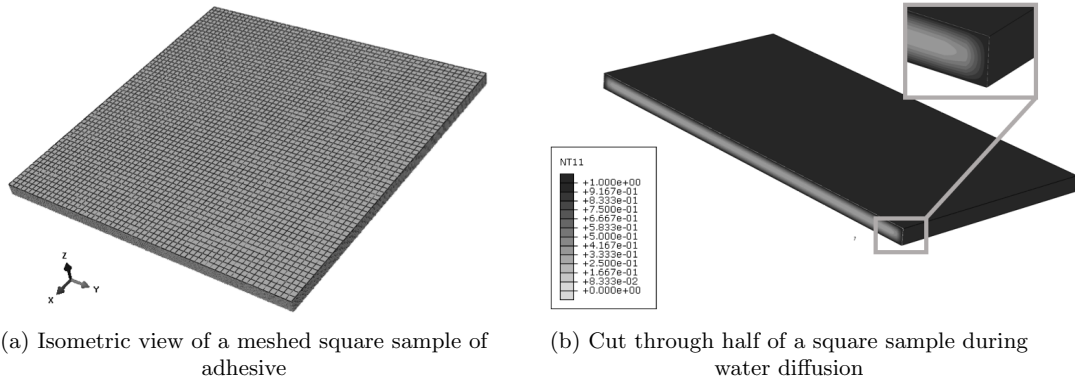 Z
X
Y
NT11
+1.000e+00
+9.167e-01
+8.333e-01
+7.500e-01
+6.667e-01
+5.833e-01
+5.000e-01
+4.167e-01
+3.333e-01
+2.500e-01
+1.667e-01
+8.333e-02
+0.000e+00
(a) Isometric view of a meshed square sample of
adhesive
(b) Cut through half of a square sample during
water diffusion